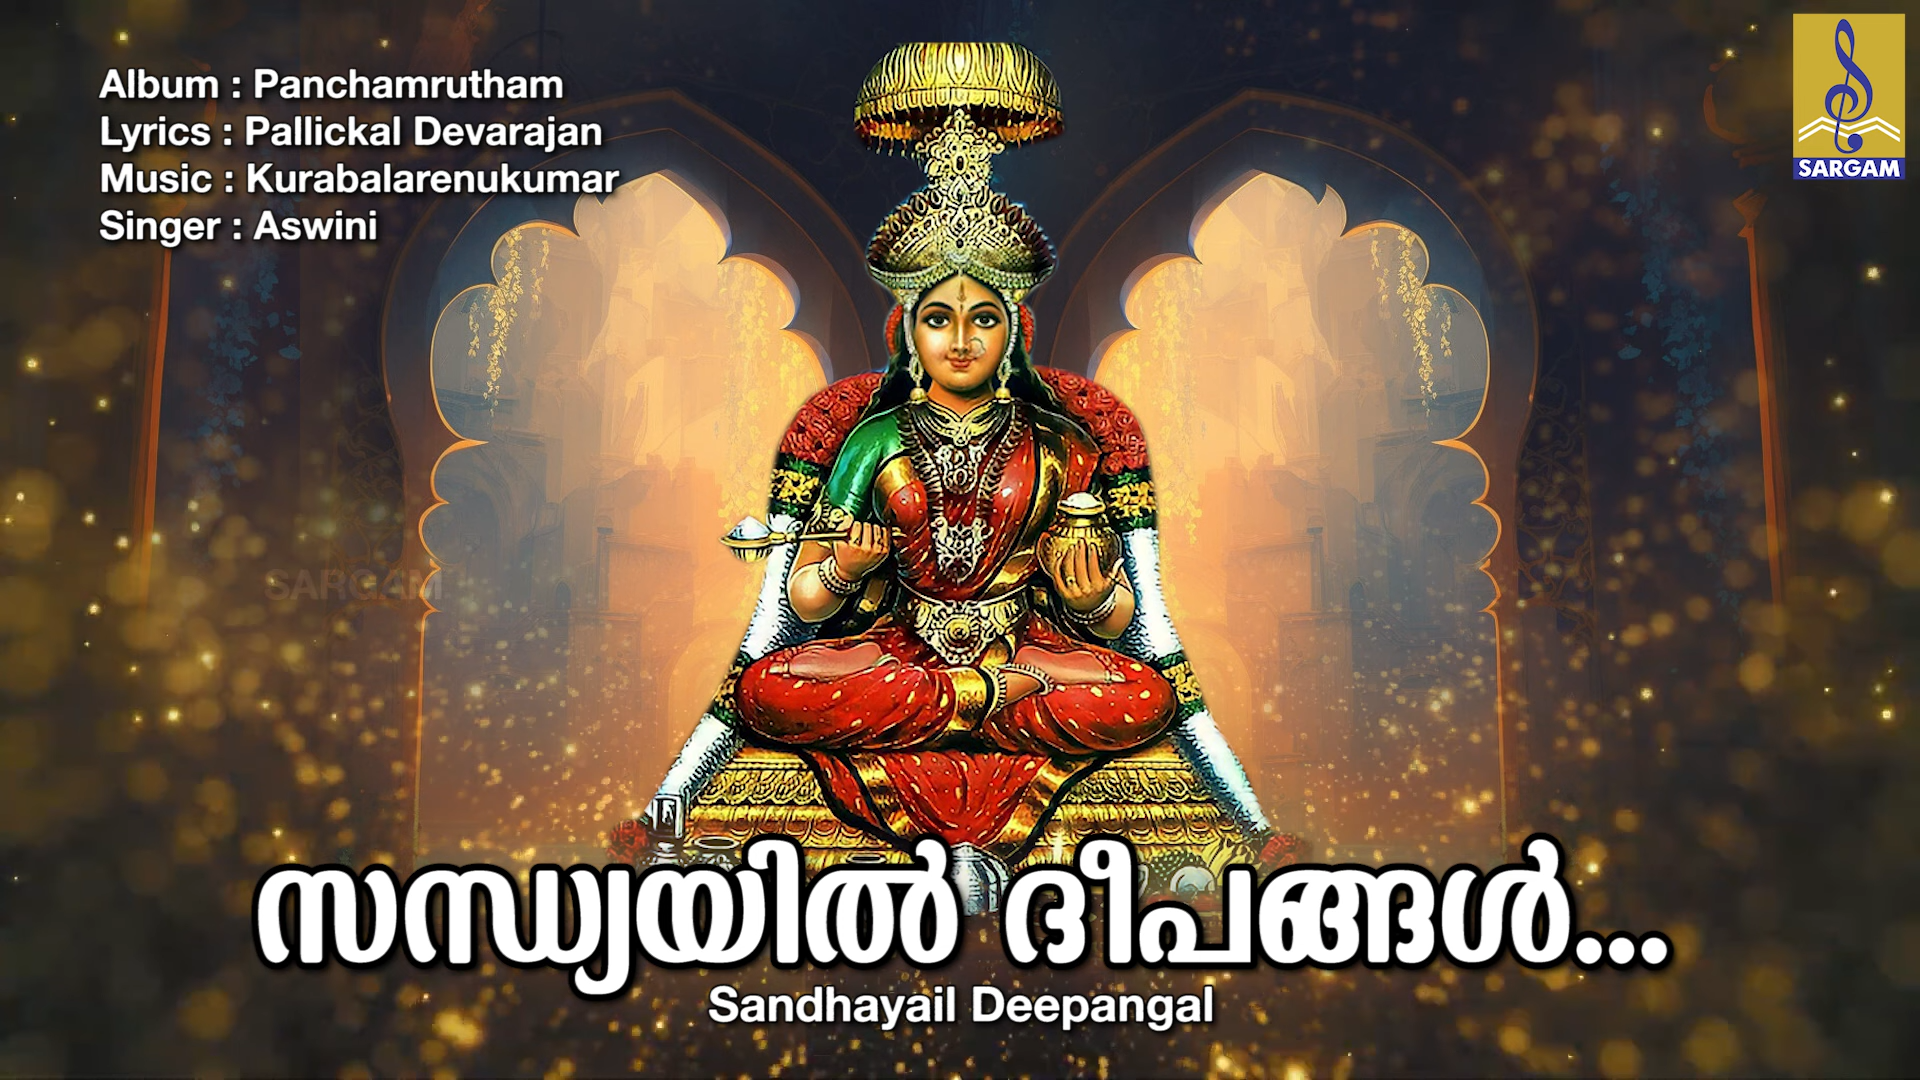 Album : Panchamrutham
Lyrics : Pallickal Devarajan
Music : Kurabalarenukumar
Singer : Aswini
SARGAM
SARGAM
സന്ധ്യയിൽ ദീപങ്ങൾ...
Sandhayail Deepangal